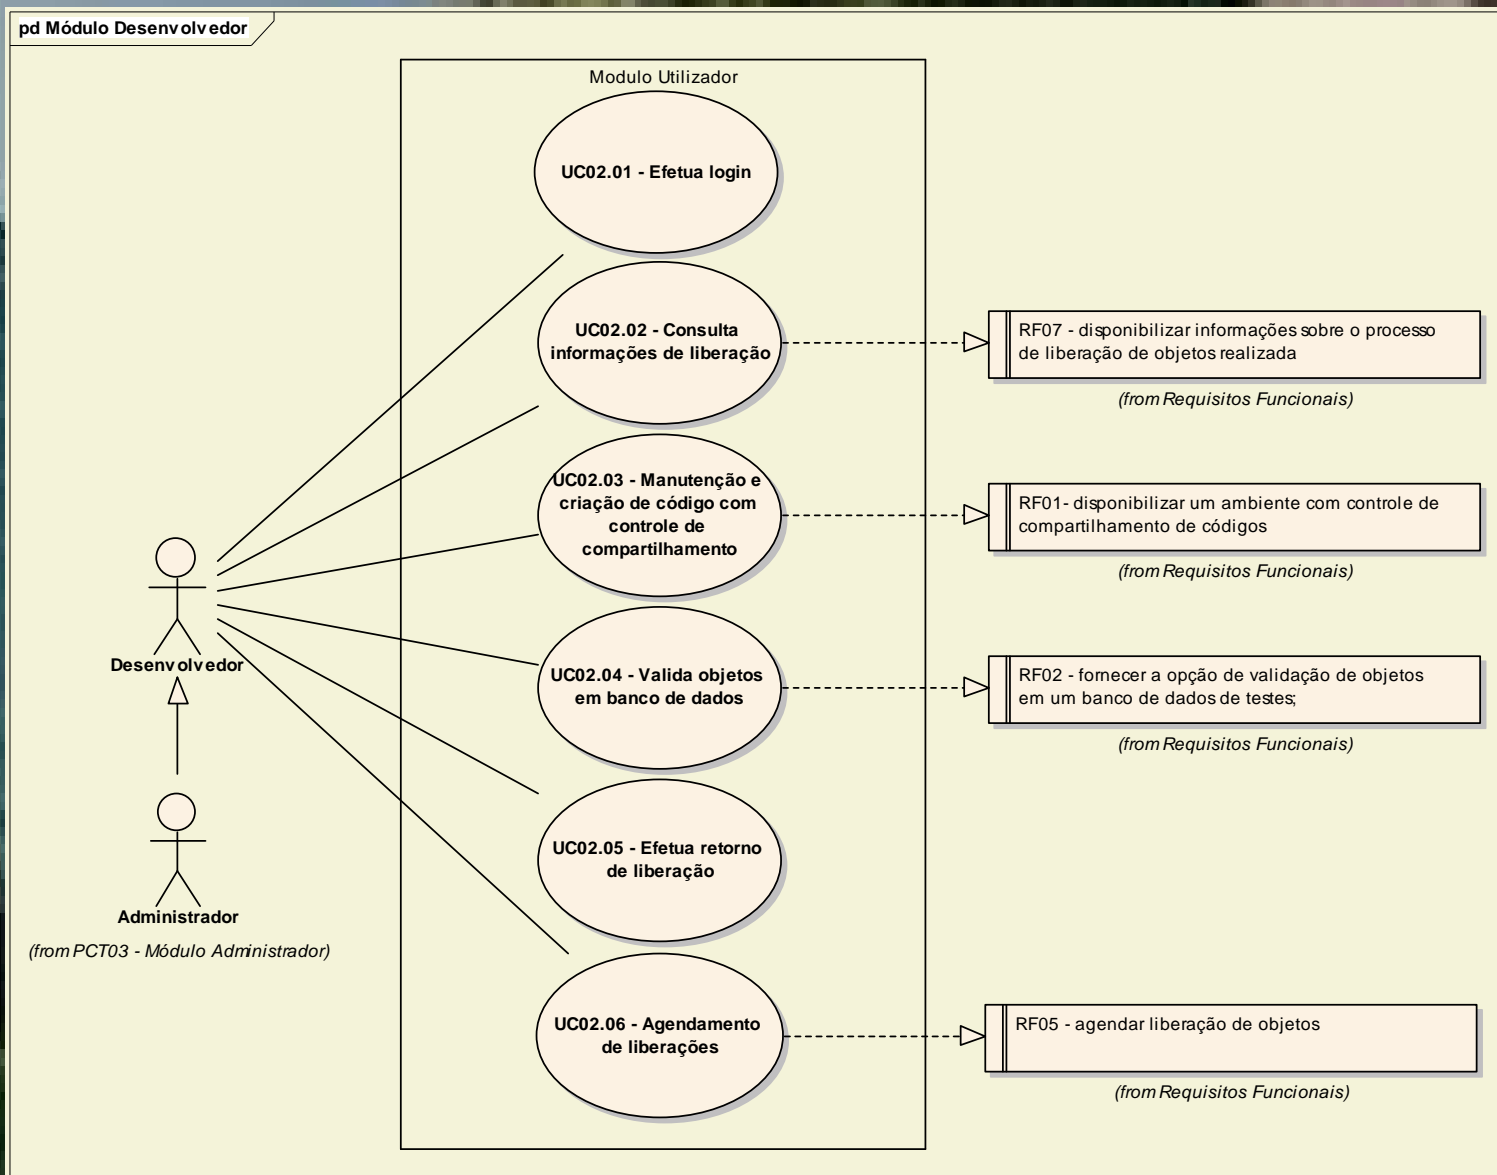 pd Módulo Desenvolvedor
Modulo Utilizador
UC02.01 - Efetua login
UC02.02 - Consulta
informações de liberação
RF07 - disponibilizar informações sobre o processo
de liberação de objetos realizada
(from Requisitos Funcionais)
UC02.03 - Manutenção e
criação de código com
controle de
compartilhamento
RF01- disponibilizar um ambiente com controle de
compartilhamento de códigos
(from Requisitos Funcionais)
Desenvolvedor
UC02.04 - Valida objetos
em banco de dados
RF02 - fornecer a opção de validação de objetos
em um banco de dados de testes;
(from Requisitos Funcionais)
UC02.05 - Efetua retorno
de liberação
Administrador
(from PCT03 - Módulo Administrador)
UC02.06 - Agendamento
de liberações
RF05 - agendar liberação de objetos
(from Requisitos Funcionais)